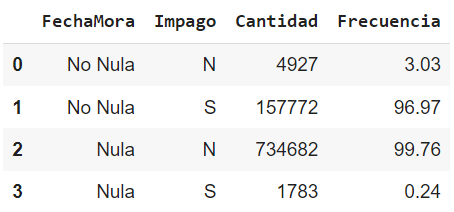 FechaMora Impago Cantidad Frecuencia
0 No Nula N 4927 3.03
1 No Nula S 157772 96.97
2 Nula N 734682 99.76
3 Nula S 1783 0.24